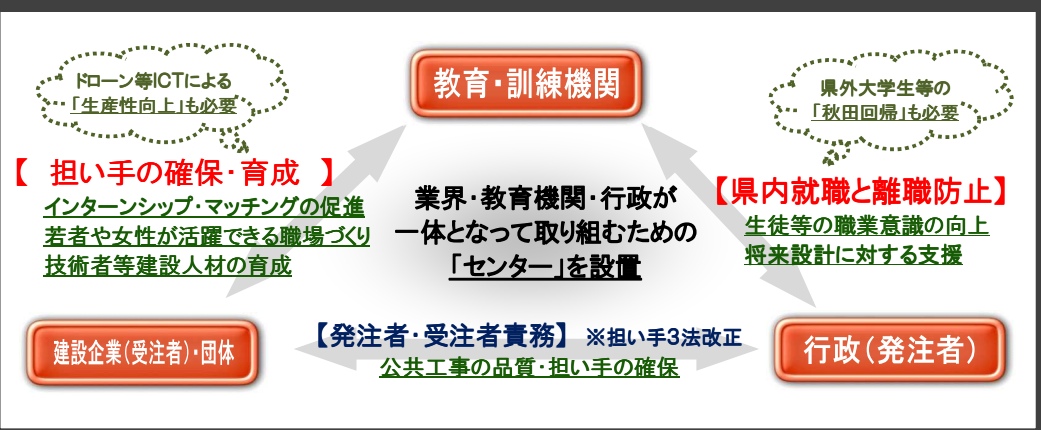 ドローン等ICTによる
「生産性向上」も必要
教育・訓練機関
県外大学生等の
「秋田回帰」も必要
【　担い手の確保・育成　】
インターンシップ・マッチングの促進
若者や女性が活躍できる職場づくり
技術者等建設人材の育成
業界・教育機関・行政が
一体となって取り組むための
「センター」を設置
【県内就職と離職防止】
生徒等の職業意識の向上
将来設計に対する支援
建設企業(受注者)・団体
【発注者・受注者責務】 ※担い手3法改正
公共工事の品質・担い手の確保
行政(発注者)